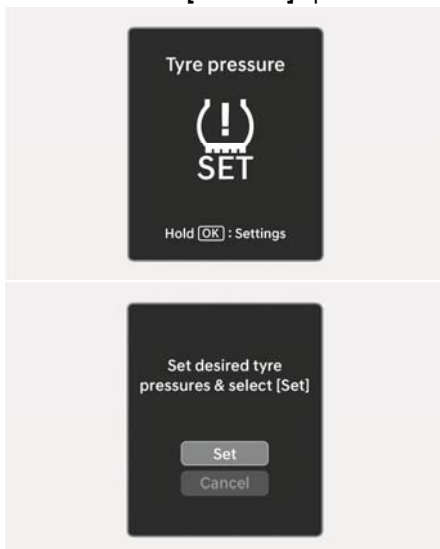 Tyre pressure
SET
Hold OK : Settings
Set desired tyre
pressures & select [Set]
Set
Cancel